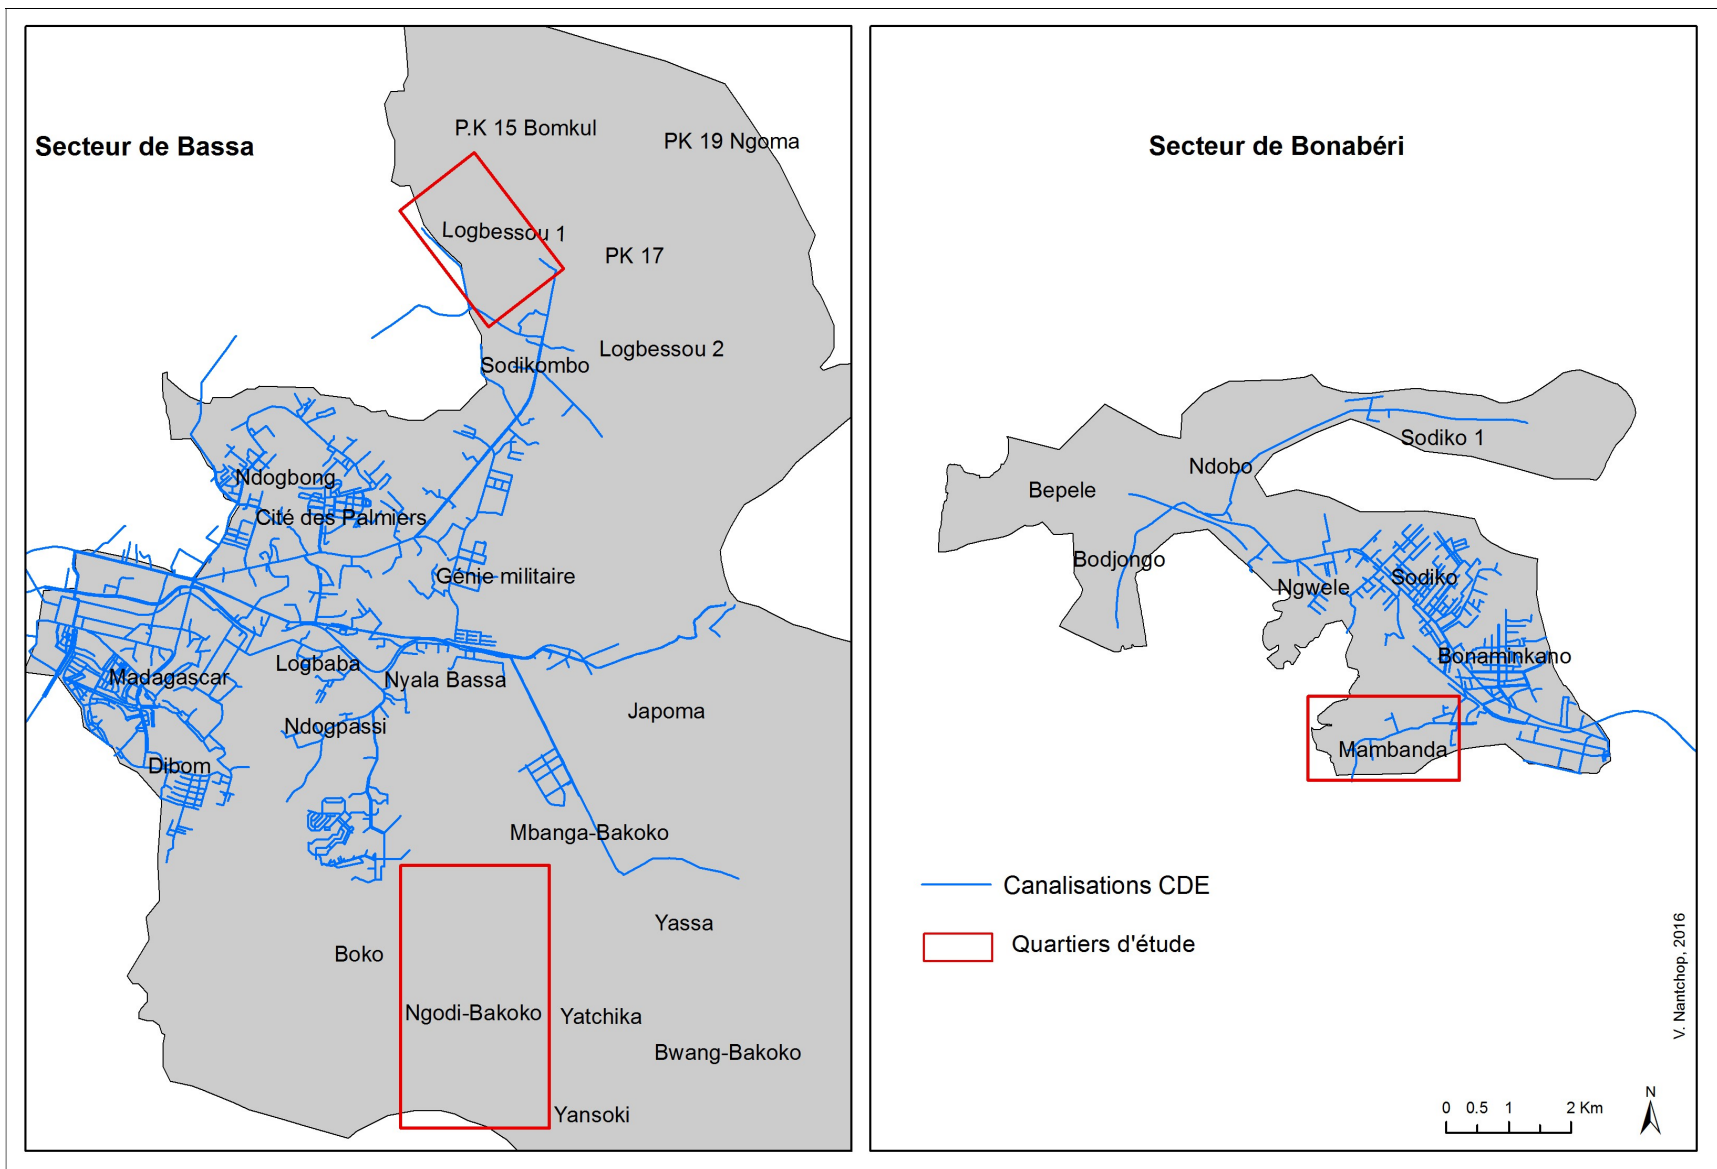 Secteur de Bassa
P.K 15 Bomkul
PK 19 Ngoma
Logbessou 1
PK 17
Logbessou 2
Sodikombo
Ndogbong
Cité des Palmiers
Génie militaire
Logbaba
Madagascar
Nyala Bassa
Ndogpassi
Japoma
Dibom
Mbanga-Bakoko
Yassa
Boko
Ngodi-Bakoko
Yatchika
Bwang-Bakoko
Yansoki
Secteur de Bonabéri
Sodiko 1
Ndobo
Bepele
Bodjongo
Ngwele
Sodiko
Bonaminkano
Mambanda
Canalisations CDE
Quartiers d'étude
V. Nantchop, 2016
N
0 0.5 1 2 Km